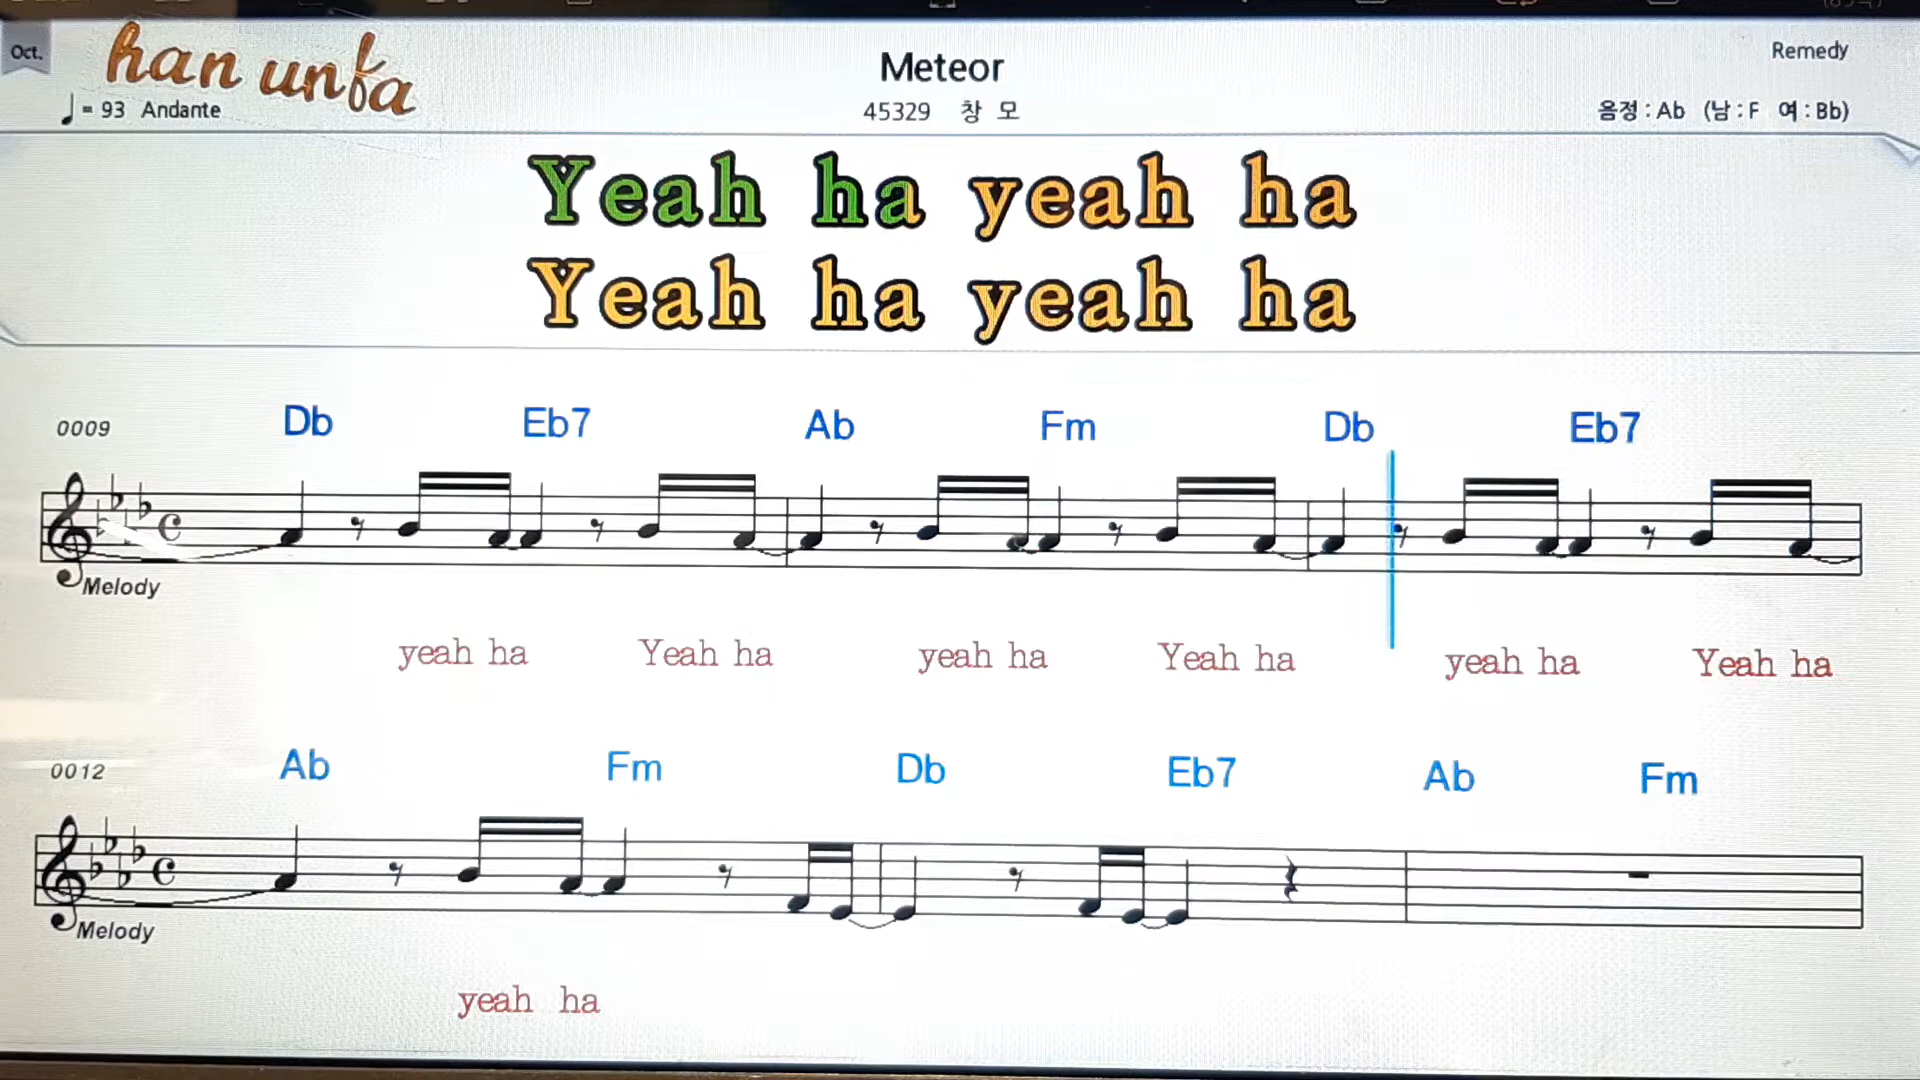 Oct.
han unfa
Meteor
Remedy
♩= 93 Andante
45329 창 모
음정 : Ab (남 : F 여 : Bb)
Yeah ha yeah ha
Yeah ha yeah ha
0009 Db Eb7 Ab Fm Db Eb7
Melody
yeah ha Yeah ha yeah ha Yeah ha yeah ha Yeah ha
0012 Ab Fm Db Eb7 Ab Fm
Melody
yeah ha